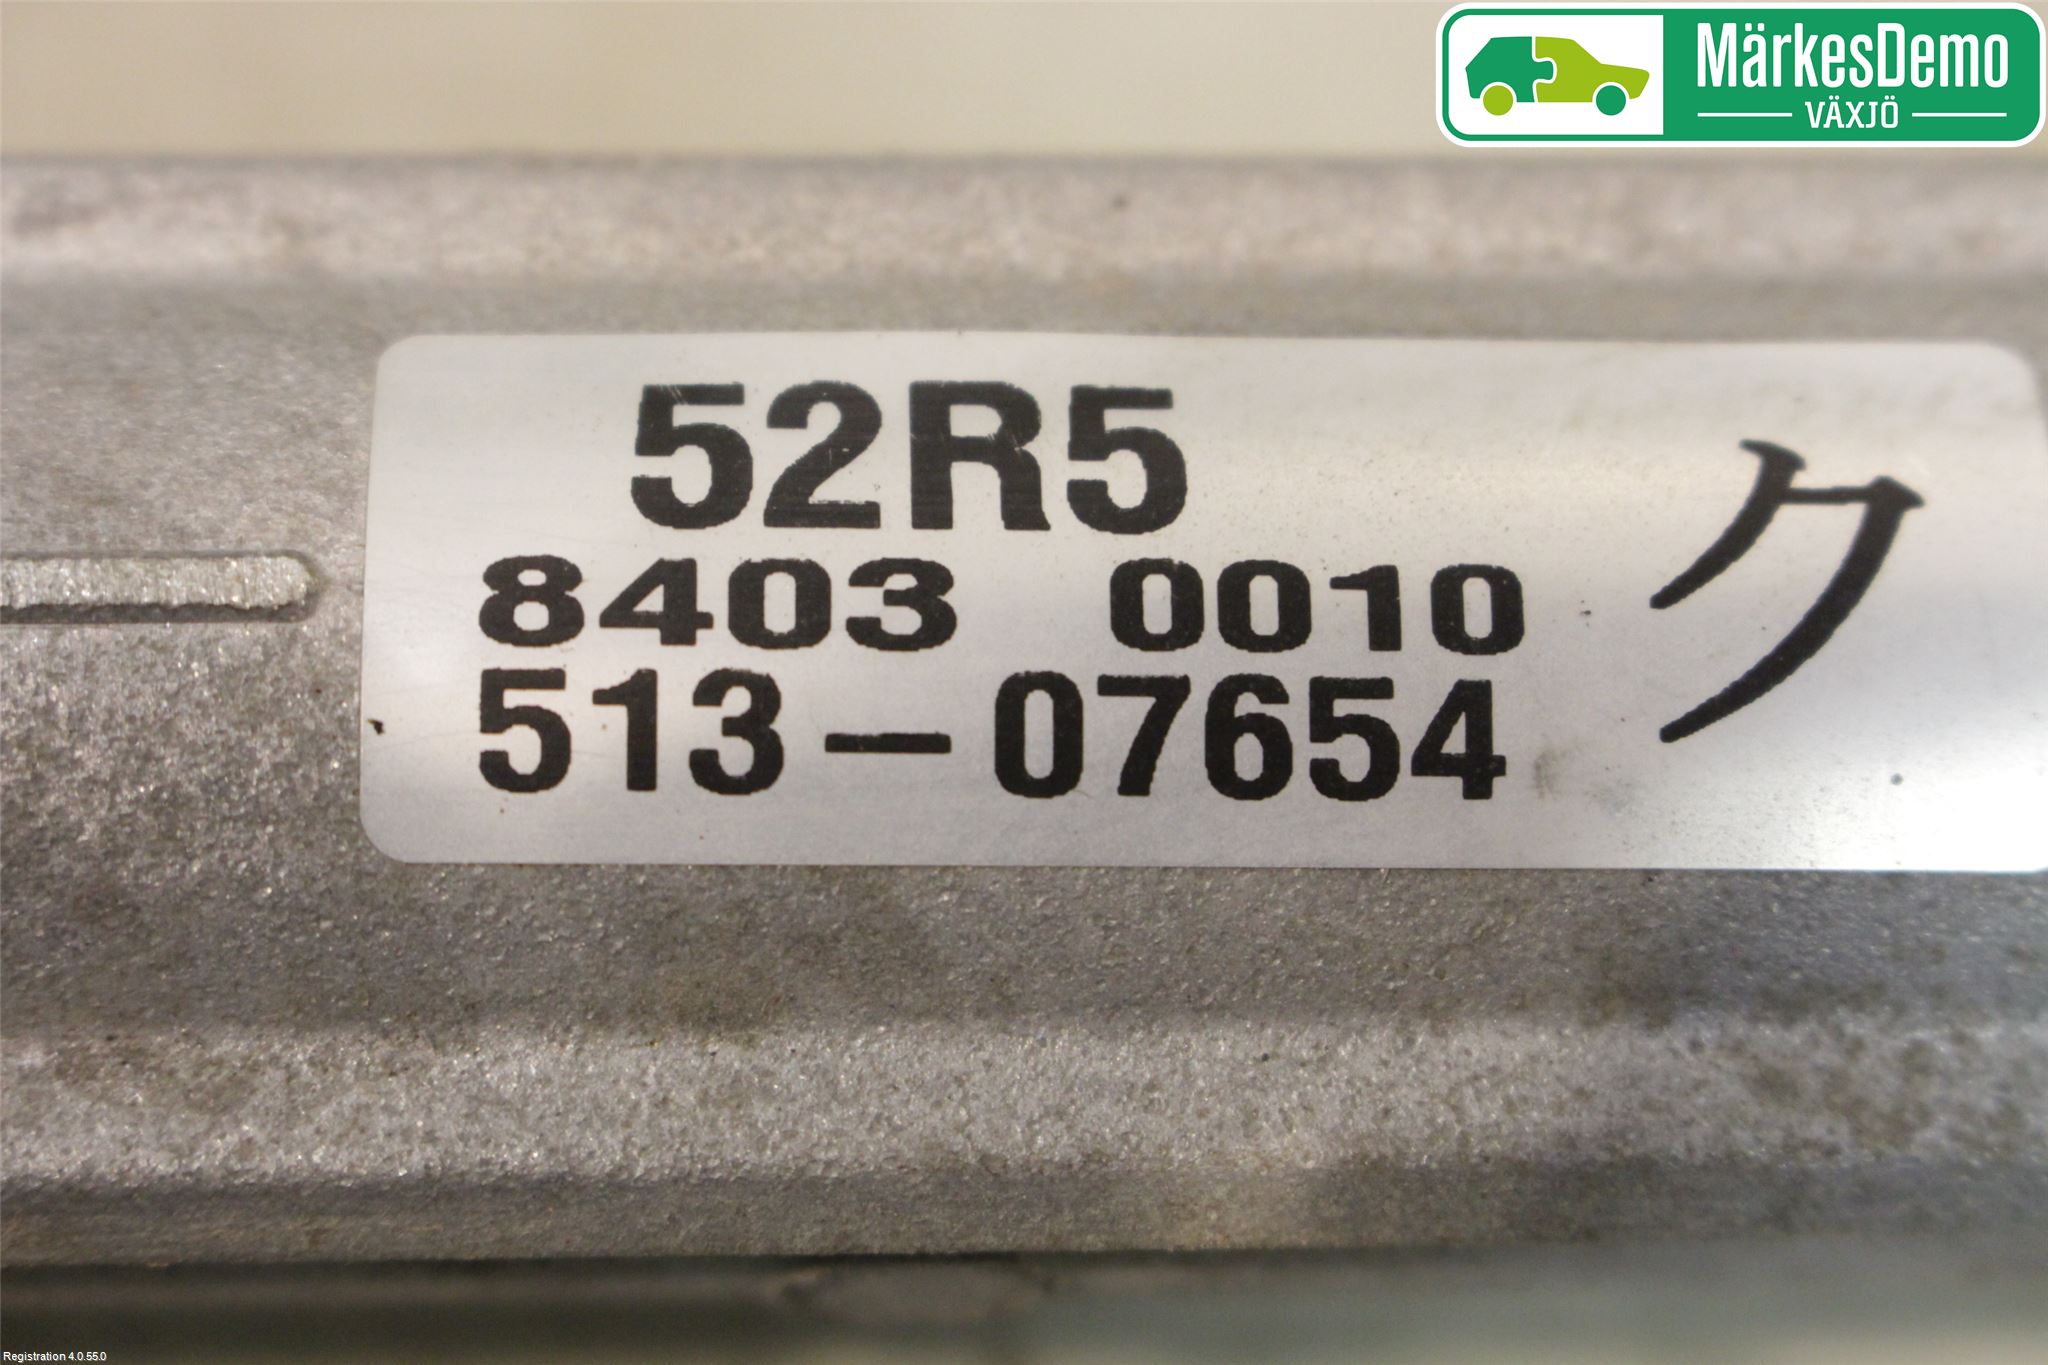 MärkesDemo
VÄXJÖ
52R5
8403 0010
513-07654
ク
Registration 4.0.55.0